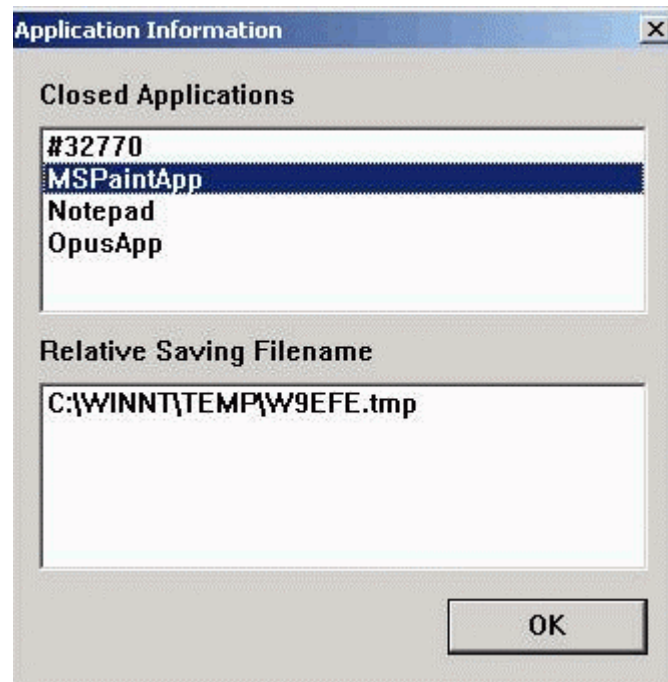 Application Information
Closed Applications
#32770
MSPaintApp
Notepad
OpusApp
Relative Saving Filename
C:\WINNT\TEMP\W9EFE.tmp
OK